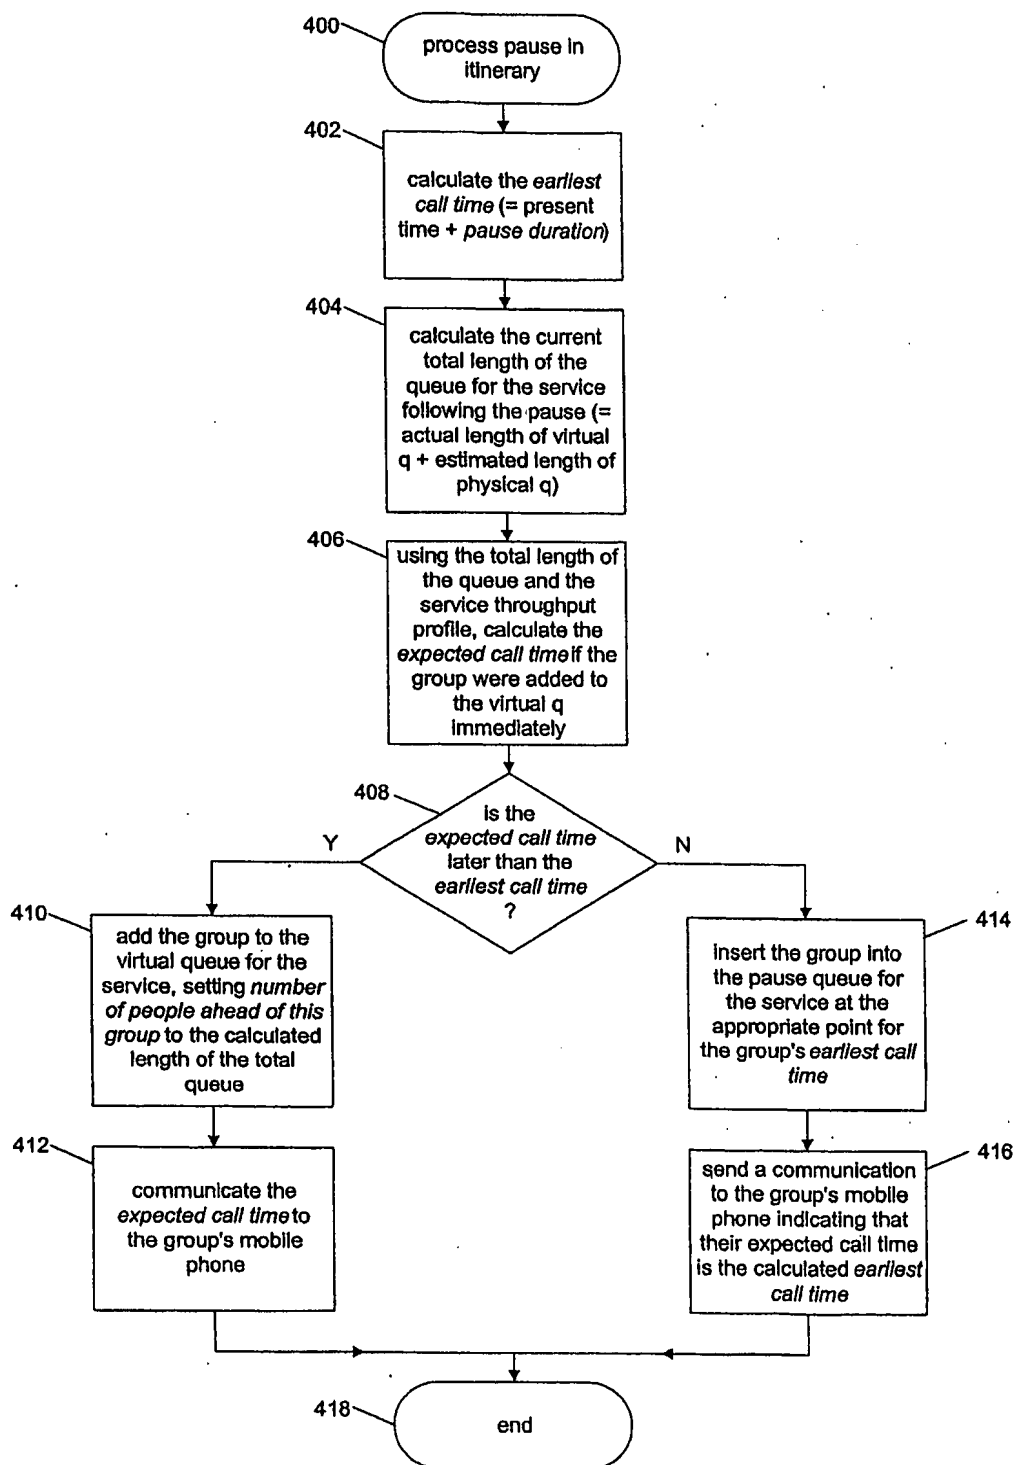 400
process pause in
itinerary
402
calculate the earliest
call time (= present
time + pause duration)
404
calculate the current
total length of the
queue for the service
following the pause (=
actual length of virtual
q + estimated length of
physical q)
406
using the total length of
the queue and the
service throughput
profile, calculate the
expected call time if the
group were added to
the virtual q
immediately
408
is the
expected call time
later than the
earliest call time
?
Y
N
410
add the group to the
virtual queue for the
service, setting number
of people ahead of this
group to the calculated
length of the total
queue
414
insert the group into
the pause queue for
the service at the
appropriate point for
the group's earliest call
time
412
communicate the
expected call time to
the group's mobile
phone
416
send a communication
to the group's mobile
phone indicating that
their expected call time
is the calculated earliest
call time
418
end